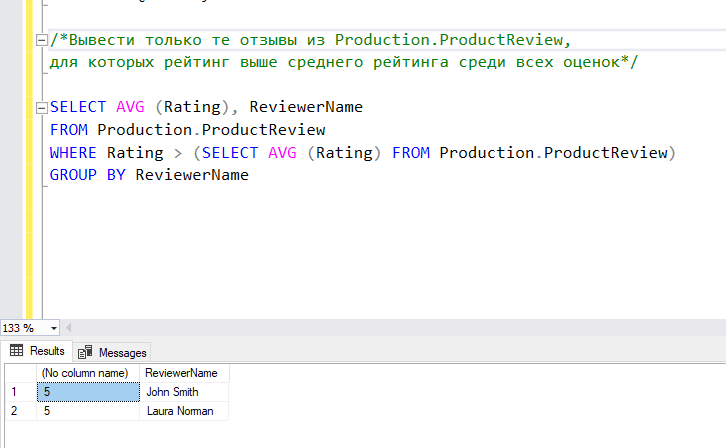 /*Вывести только те отзывы из Production.ProductReview,
для которых рейтинг выше среднего рейтинга среди всех оценок*/
SELECT AVG (Rating), ReviewerName
FROM Production.ProductReview
WHERE Rating > (SELECT AVG (Rating) FROM Production.ProductReview)
GROUP BY ReviewerName
133 %
Results Messages
(No column name) ReviewerName
1 5 John Smith
2 5 Laura Norman